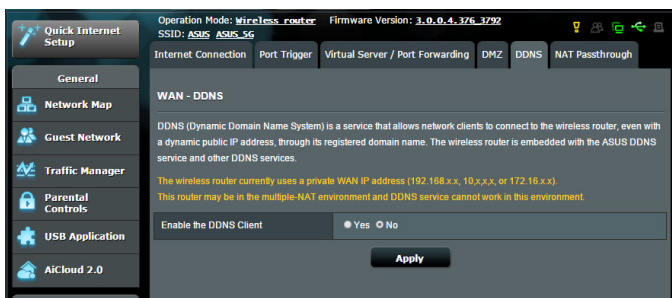 Quick Internet
Setup
Operation Mode: Wireless router Firmware Version: 3.0.0.4.376_3792
SSID: ASUS ASUS_5G
Internet Connection Port Trigger Virtual Server / Port Forwarding DMZ DDNS NAT Passthrough
General
Network Map
Guest Network
Traffic Manager
Parental
Controls
USB Application
AiCloud 2.0
WAN - DDNS
DDNS (Dynamic Domain Name System) is a service that allows network clients to connect to the wireless router, even with
a dynamic public IP address, through its registered domain name. The wireless router is embedded with the ASUS DDNS
service and other DDNS services.
The wireless router currently uses a private WAN IP address (192.168.x.x, 10,x,x,x, or 172.16.x.x).
This router may be in the multiple-NAT environment and DDNS service cannot work in this environment.
Enable the DDNS Client Yes No
Apply